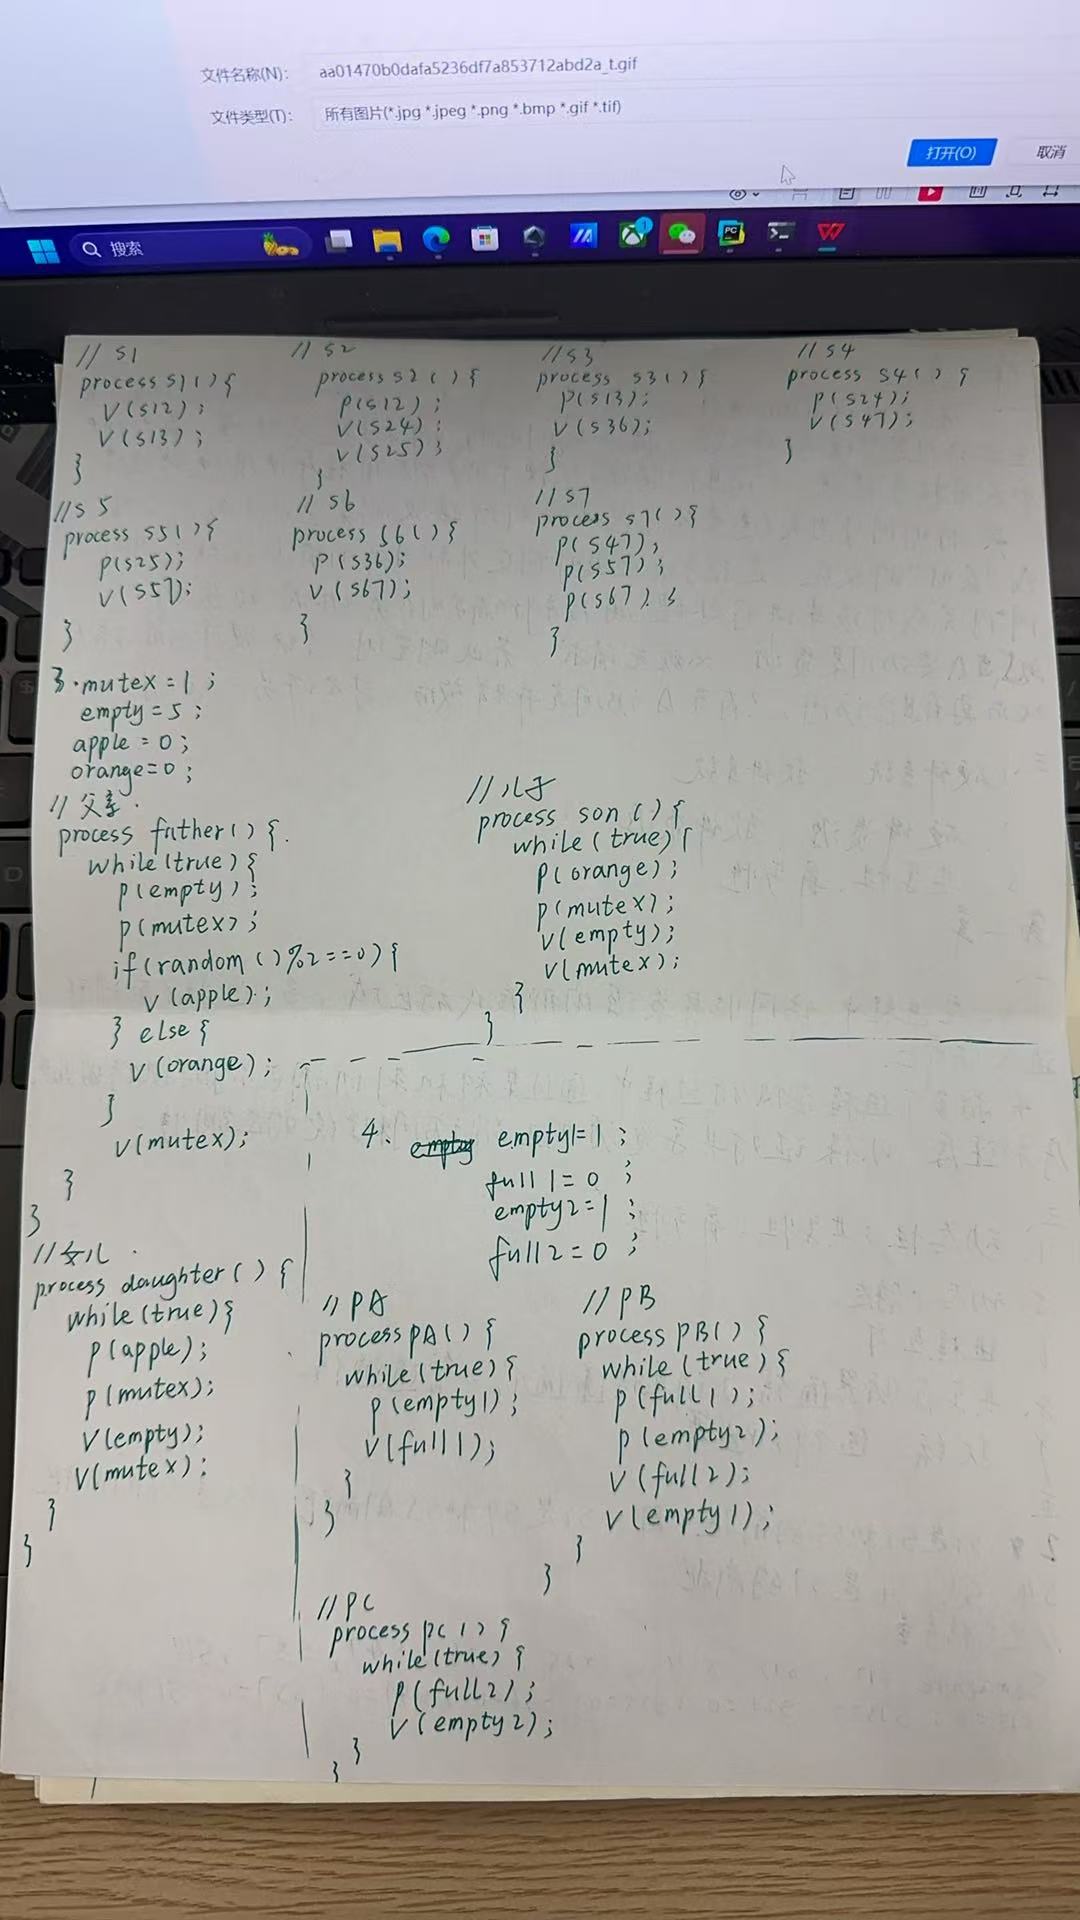 文件名称(N): aa01470b0dafa5236df7a853712abd2a_t.gif
文件类型(T): 所有图片(*.jpg *.jpeg *.png *.bmp *.gif *.tif)
打开(O) 取消
搜索
// S1
process s1(){
V(S12);
V(S13);
}
// S2
process s2(){
P(S12);
V(S24);
V(S25);
}
// S3
process s3(){
P(S13);
V(S36);
}
// S4
process s4(){
P(S24);
V(S47);
}
// S5
process s5(){
P(S25);
V(S57);
}
// S6
process s6(){
P(S36);
V(S67);
}
// S7
process s7(){
P(S47);
P(S57);
P(S67);
}
3. mutex=1;
empty=5;
apple=0;
orange=0;
// 父亲.
process father(){
while(true){
P(empty);
P(mutex);
if(random()%2==0){
V(apple);
} else{
V(orange);
}
V(mutex);
}
}
// 儿子
process son(){
while(true){
P(orange);
P(mutex);
V(empty);
V(mutex);
}
}
// 女儿.
process daughter(){
while(true){
P(apple);
P(mutex);
V(empty);
V(mutex);
}
}
4. empty1=1;
full1=0;
empty2=1;
full2=0;
// PA
process PA(){
while(true){
P(empty1);
V(full1);
}
}
// PB
process PB(){
while(true){
P(full1);
P(empty2);
V(full2);
V(empty1);
}
}
// PC
process pc(){
while(true){
P(full2);
V(empty2);
}
}